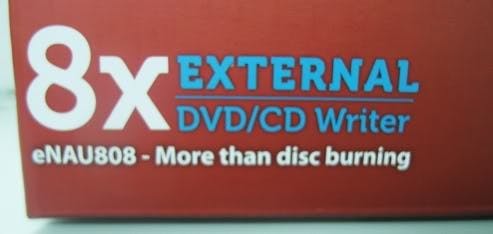 8x EXTERNAL
DVD/CD Writer
eNAU808 - More than disc burning